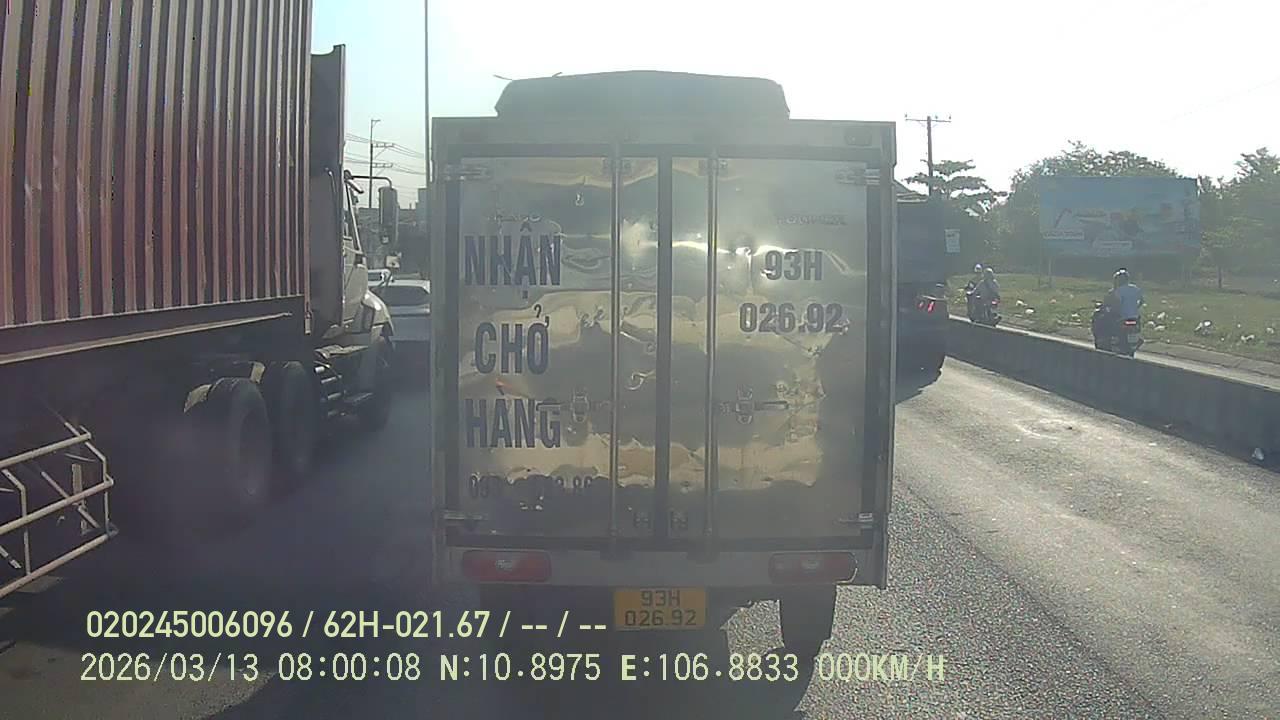 NHẬN
CHỞ
HÀNG
93H
026.92
93H
026.92
020245006096 / 62H-021.67 / -- / --
2026/03/13 08:00:08 N:10.8975 E:106.8833 000KM/H